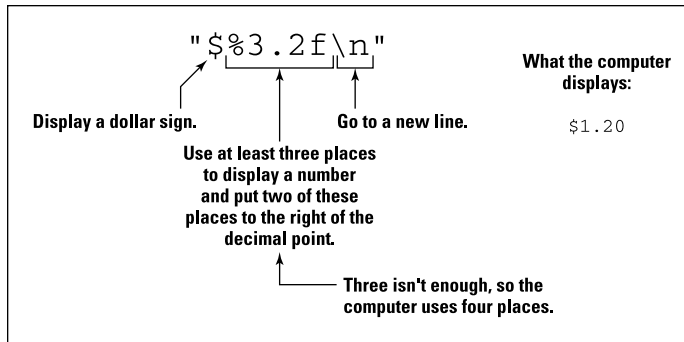 "$%3.2f\n"
What the computer
displays:
Display a dollar sign.
Go to a new line.
$1.20
Use at least three places
to display a number
and put two of these
places to the right of the
decimal point.
Three isn't enough, so the
computer uses four places.